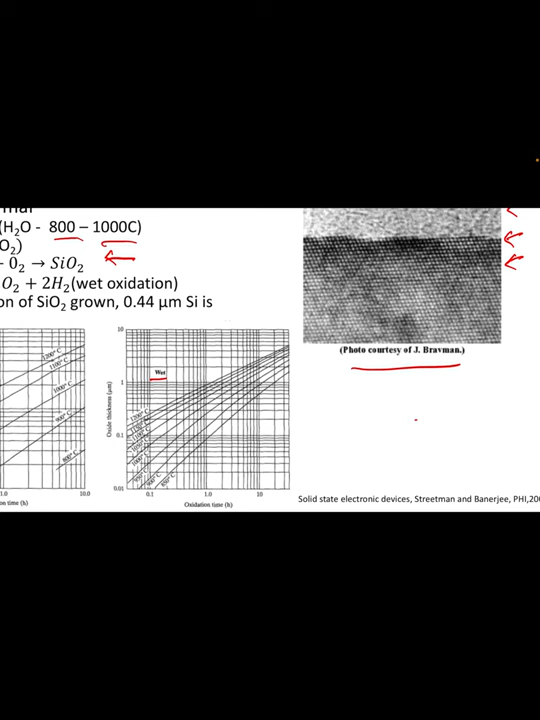 (H₂O - 800 – 1000C)
O₂)
O₂ → SiO₂
O₂ + 2H₂(wet oxidation)
on of SiO₂ grown, 0.44 µm Si is
(Photo courtesy of J. Bravman.)
1200° C
1100° C
1000° C
900° C
800° C
1.0
10.0
on time (h)
10
1
0.1
0.01
Oxide thickness (µm)
Wet
1200° C
0.1
1.0
10
Oxidation time (h)
Solid state electronic devices, Streetman and Banerjee, PHI,200